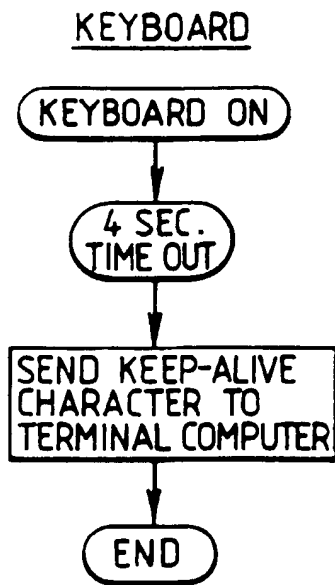 KEYBOARD
KEYBOARD ON
4 SEC.
TIME OUT
SEND KEEP-ALIVE
CHARACTER TO
TERMINAL COMPUTER
END